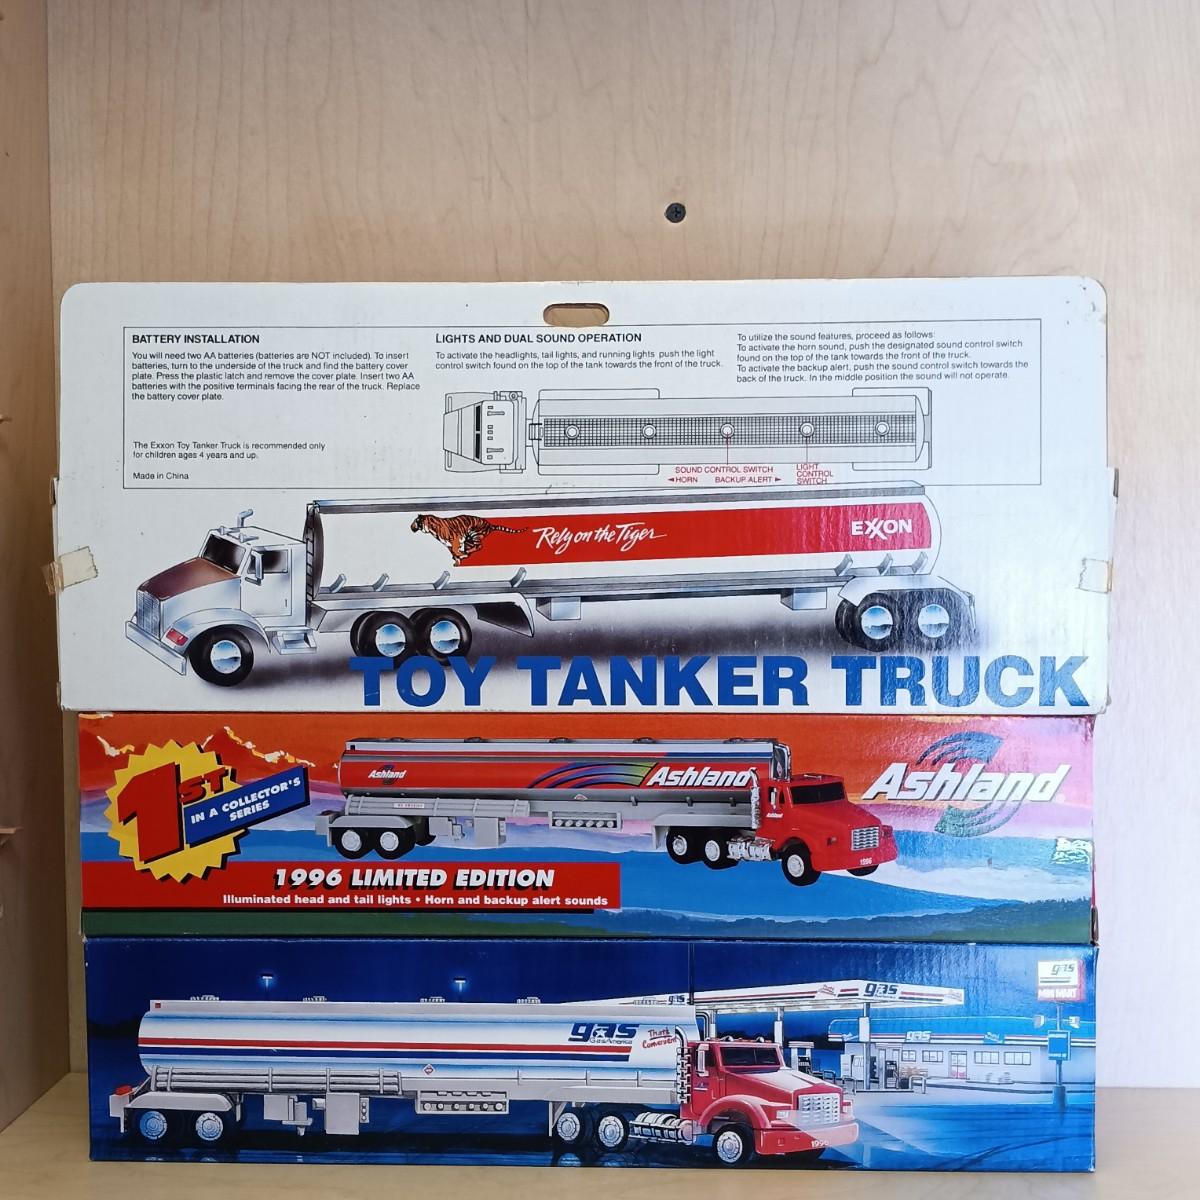 BATTERY INSTALLATION
You will need two AA batteries (batteries are NOT included). To insert
batteries, turn to the underside of the truck and find the battery cover
plate. Press the plastic latch and remove the cover plate. Insert two AA
batteries with the positive terminals facing the rear of the truck. Replace
the battery cover plate.
The Exxon Toy Tanker Truck is recommended only
for children ages 4 years and up.
Made in China
LIGHTS AND DUAL SOUND OPERATION
To activate the headlights, tail lights, and running lights push the light
control switch found on the top of the tank towards the front of the truck.
To utilize the sound features, proceed as follows:
To activate the horn sound, push the designated sound control switch
found on the top of the tank towards the front of the truck.
To activate the backup alert, push the sound control switch towards the
back of the truck. In the middle position the sound will not operate.
SOUND CONTROL SWITCH
HORN BACKUP ALERT
LIGHT
CONTROL
SWITCH
Rely on the Tiger
EXXON
TOY TANKER TRUCK
1ST
IN A COLLECTOR'S
SERIES
Ashland
Ashland
Ashland
1996
Ashland
1996 LIMITED EDITION
Illuminated head and tail lights • Horn and backup alert sounds
gas
GasAmerica
That's
Convenient
gas
gas
gas
gas
MINI MART
1996